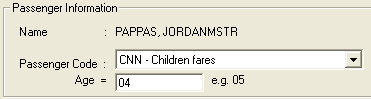 Passenger Information
Name : PAPPAS, JORDANMSTR
Passenger Code : CNN - Children fares
Age = 04 e.g. 05